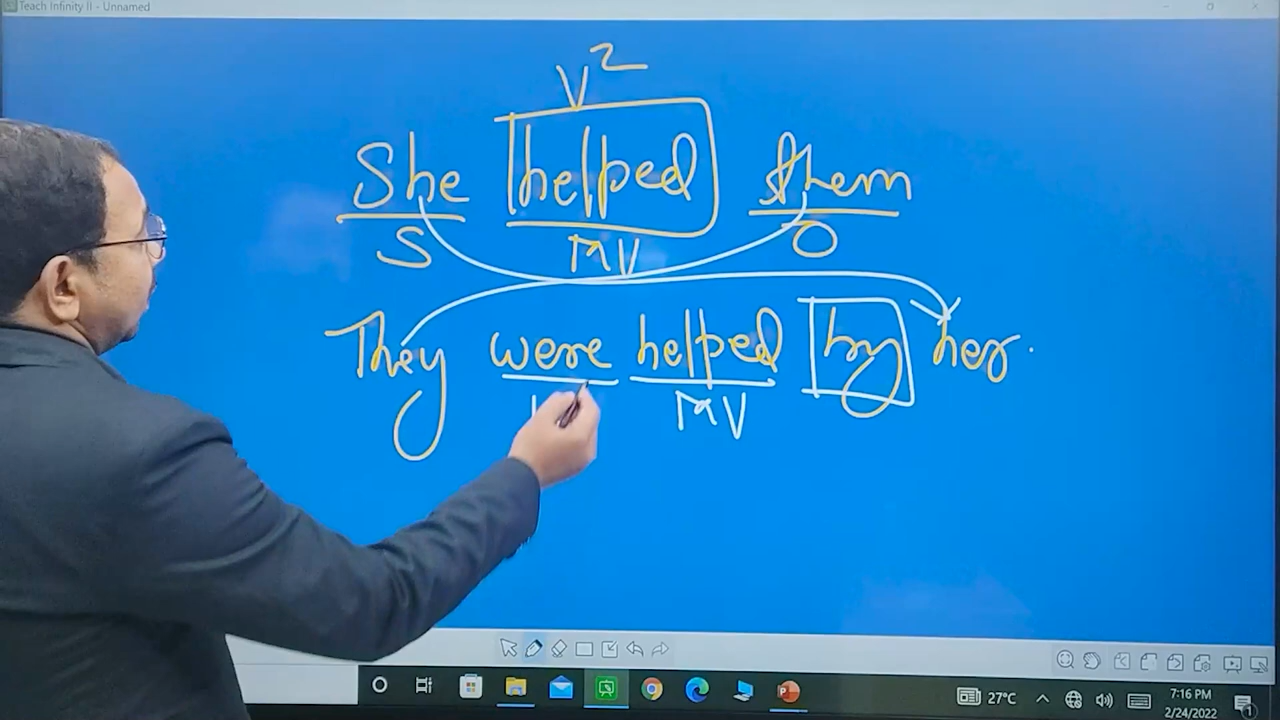 Teach Infinity II - Unnamed
V2
She helped them
S MV O
They were helped by her.
MV
27°C
7:16 PM
2/24/2022